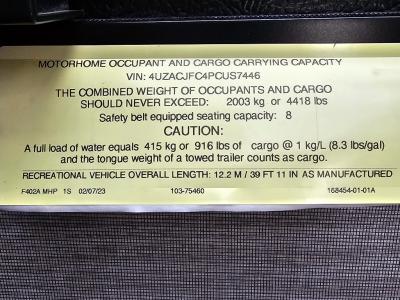 MOTORHOME OCCUPANT AND CARGO CARRYING CAPACITY
VIN: 4UZACJFC4PCUS7446
THE COMBINED WEIGHT OF OCCUPANTS AND CARGO
SHOULD NEVER EXCEED: 2003 kg or 4418 lbs
Safety belt equipped seating capacity: 8
CAUTION:
A full load of water equals 415 kg or 916 lbs of cargo @ 1 kg/L (8.3 lbs/gal)
and the tongue weight of a towed trailer counts as cargo.
RECREATIONAL VEHICLE OVERALL LENGTH: 12.2 M / 39 FT 11 IN AS MANUFACTURED
F402A MHP 1S 02/07/23 103-75460 168454-01-01A